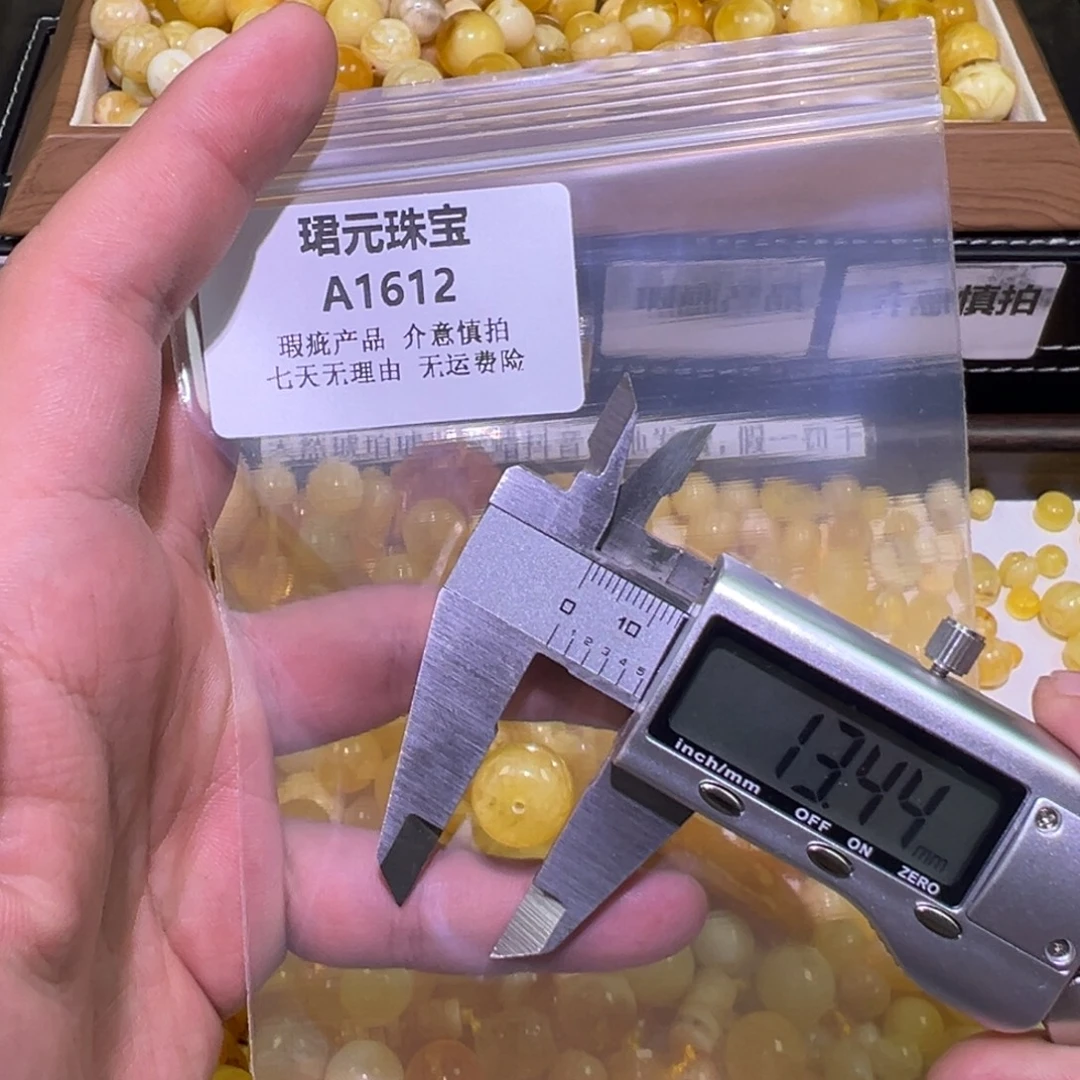 珺元珠宝
A1612
瑕疵产品 介意慎拍
七天无理由 无运费险
慎拍
0 10
1 2 3 4 5
13.44 mm
inch/mm
OFF
ON
ZERO